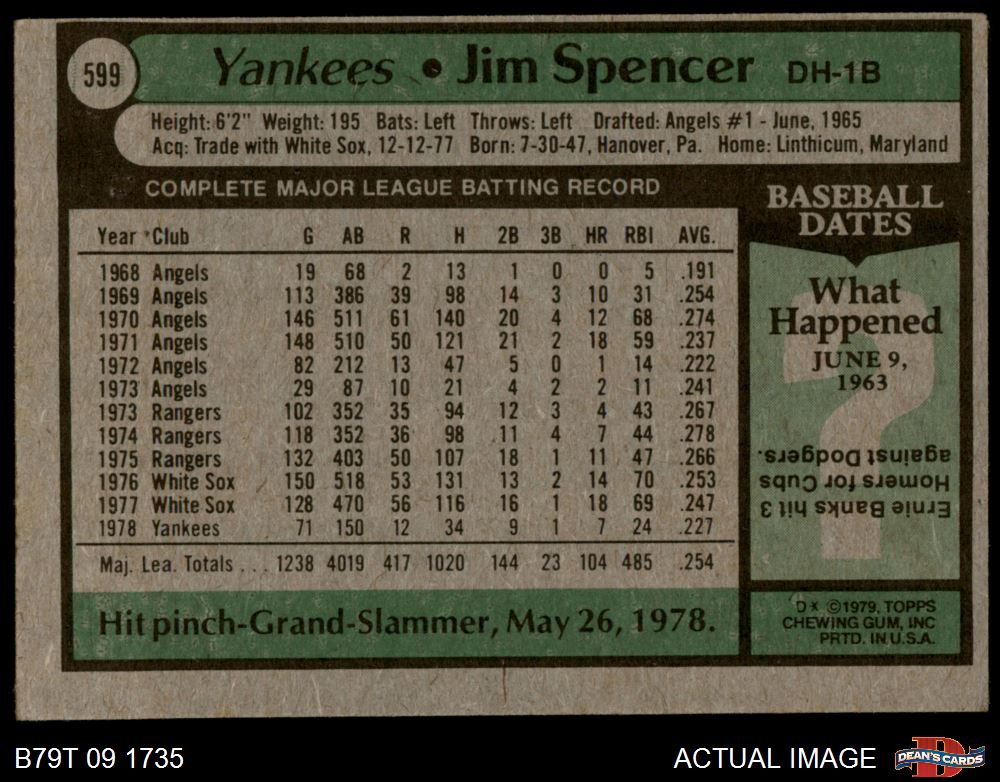 599
Yankees • Jim Spencer DH-1B
Height: 6'2" Weight: 195 Bats: Left Throws: Left Drafted: Angels #1 - June, 1965
Acq: Trade with White Sox, 12-12-77 Born: 7-30-47, Hanover, Pa. Home: Linthicum, Maryland
COMPLETE MAJOR LEAGUE BATTING RECORD
Year Club G AB R H 2B 3B HR RBI AVG.
1968 Angels 19 68 2 13 1 0 0 5 .191
1969 Angels 113 386 39 98 14 3 10 31 .254
1970 Angels 146 511 61 140 20 4 12 68 .274
1971 Angels 148 510 50 121 21 2 18 59 .237
1972 Angels 82 212 13 47 5 0 1 14 .222
1973 Angels 29 87 10 21 4 2 2 11 .241
1973 Rangers 102 352 35 94 12 3 4 43 .267
1974 Rangers 118 352 36 98 11 4 7 44 .278
1975 Rangers 132 403 50 107 18 1 11 47 .266
1976 White Sox 150 518 53 131 13 2 14 70 .253
1977 White Sox 128 470 56 116 16 1 18 69 .247
1978 Yankees 71 150 12 34 9 1 7 24 .227
Maj. Lea. Totals ... 1238 4019 417 1020 144 23 104 485 .254
Hit pinch-Grand-Slammer, May 26, 1978.
BASEBALL
DATES
What
Happened
JUNE 9,
1963
Ernie Banks hit 3
Homers for Cubs
against Dodgers.
D* ©1979, TOPPS
CHEWING GUM, INC
PRTD. IN U.S.A.
B79T 09 1735
ACTUAL IMAGE
D
DEAN'S CARDS